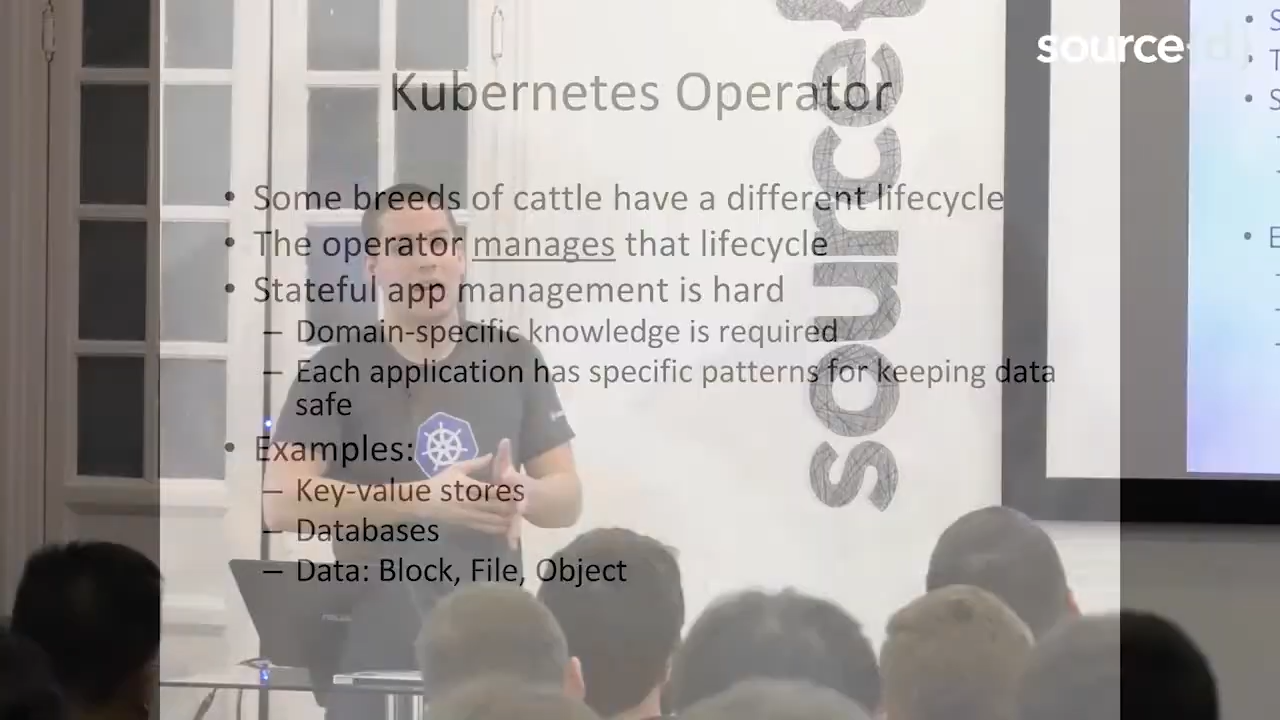 source{d}
Kubernetes Operator
source{
• Some breeds of cattle have a different lifecycle
• The operator manages that lifecycle
• Stateful app management is hard
– Domain-specific knowledge is required
– Each application has specific patterns for keeping data
safe
• Examples:
– Key-value stores
– Databases
– Data: Block, File, Object
• S
• T
• S
• E